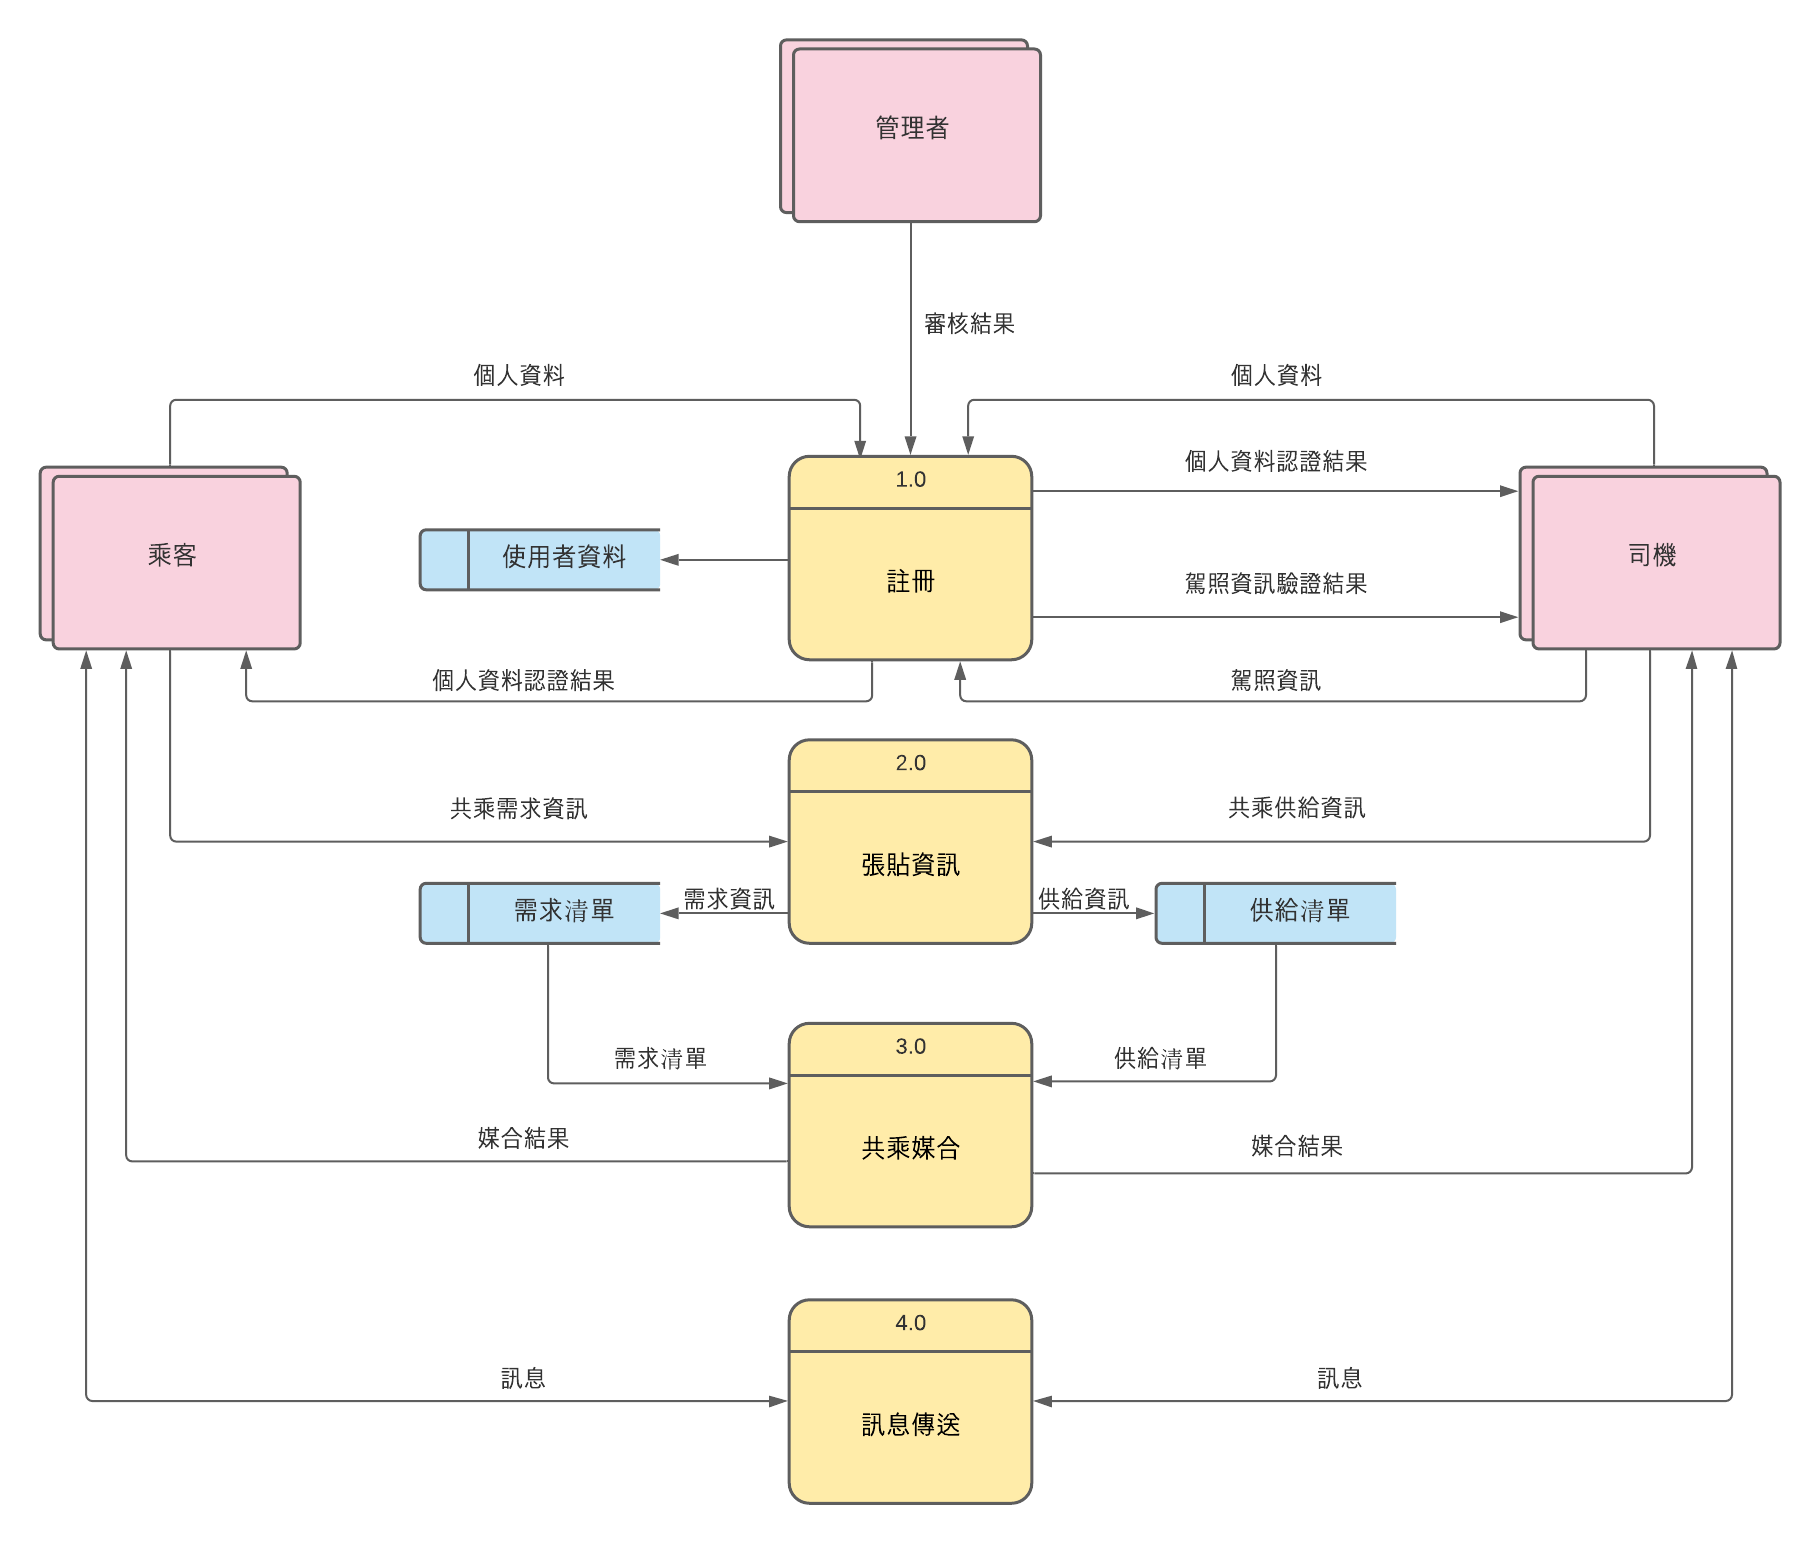 管理者
審核結果
個人資料
個人資料
個人資料認證結果
1.0
註冊
乘客
使用者資料
司機
駕照資訊驗證結果
個人資料認證結果
駕照資訊
2.0
張貼資訊
共乘需求資訊
共乘供給資訊
需求資訊
供給資訊
需求清單
供給清單
3.0
共乘媒合
需求清單
供給清單
媒合結果
媒合結果
4.0
訊息傳送
訊息
訊息